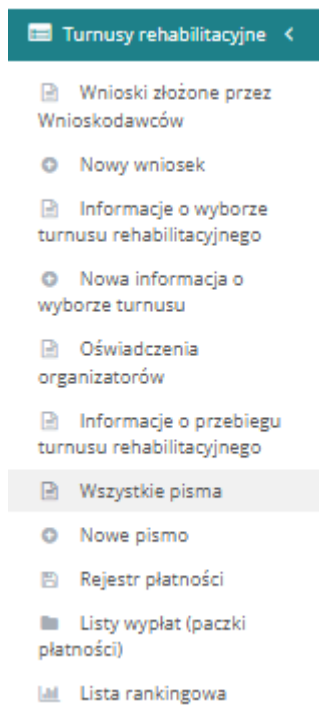 Turnusy rehabilitacyjne
Wnioski złożone przez
Wnioskodawców
Nowy wniosek
Informacje o wyborze
turnusu rehabilitacyjnego
Nowa informacja o
wyborze turnusu
Oświadczenia
organizatorów
Informacje o przebiegu
turnusu rehabilitacyjnego
Wszystkie pisma
Nowe pismo
Rejestr płatności
Listy wypłat (paczki
płatności)
Lista rankingowa